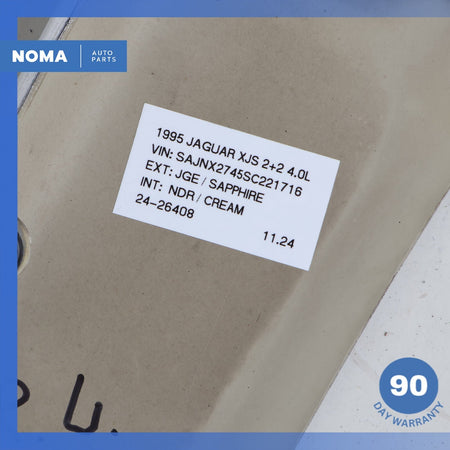 NOMA AUTO PARTS
1995 JAGUAR XJS 2+2 4.0L
VIN: SAJNX2745SC221716
EXT: JGE / SAPPHIRE
INT: NDR / CREAM
24-26408
11.24
90
DAY WARRANTY